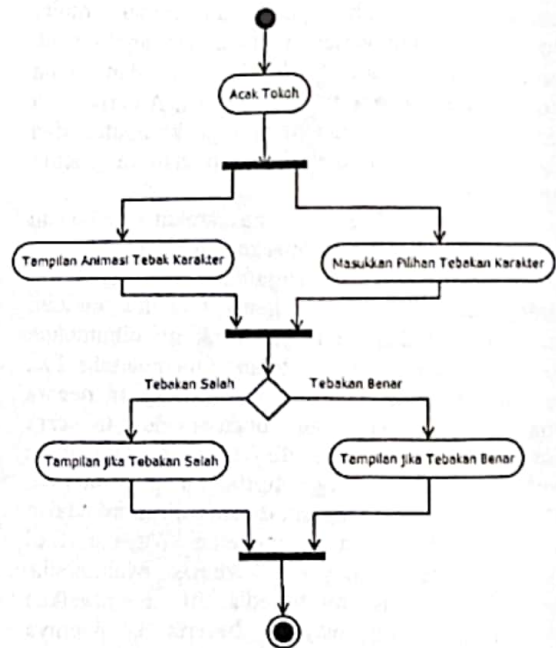 Acak Tokoh
Tampilan Animasi Tebak Karakter
Masukkan Pilihan Tebakan Karakter
Tebakan Salah
Tebakan Benar
Tampilan Jika Tebakan Salah
Tampilan Jika Tebakan Benar